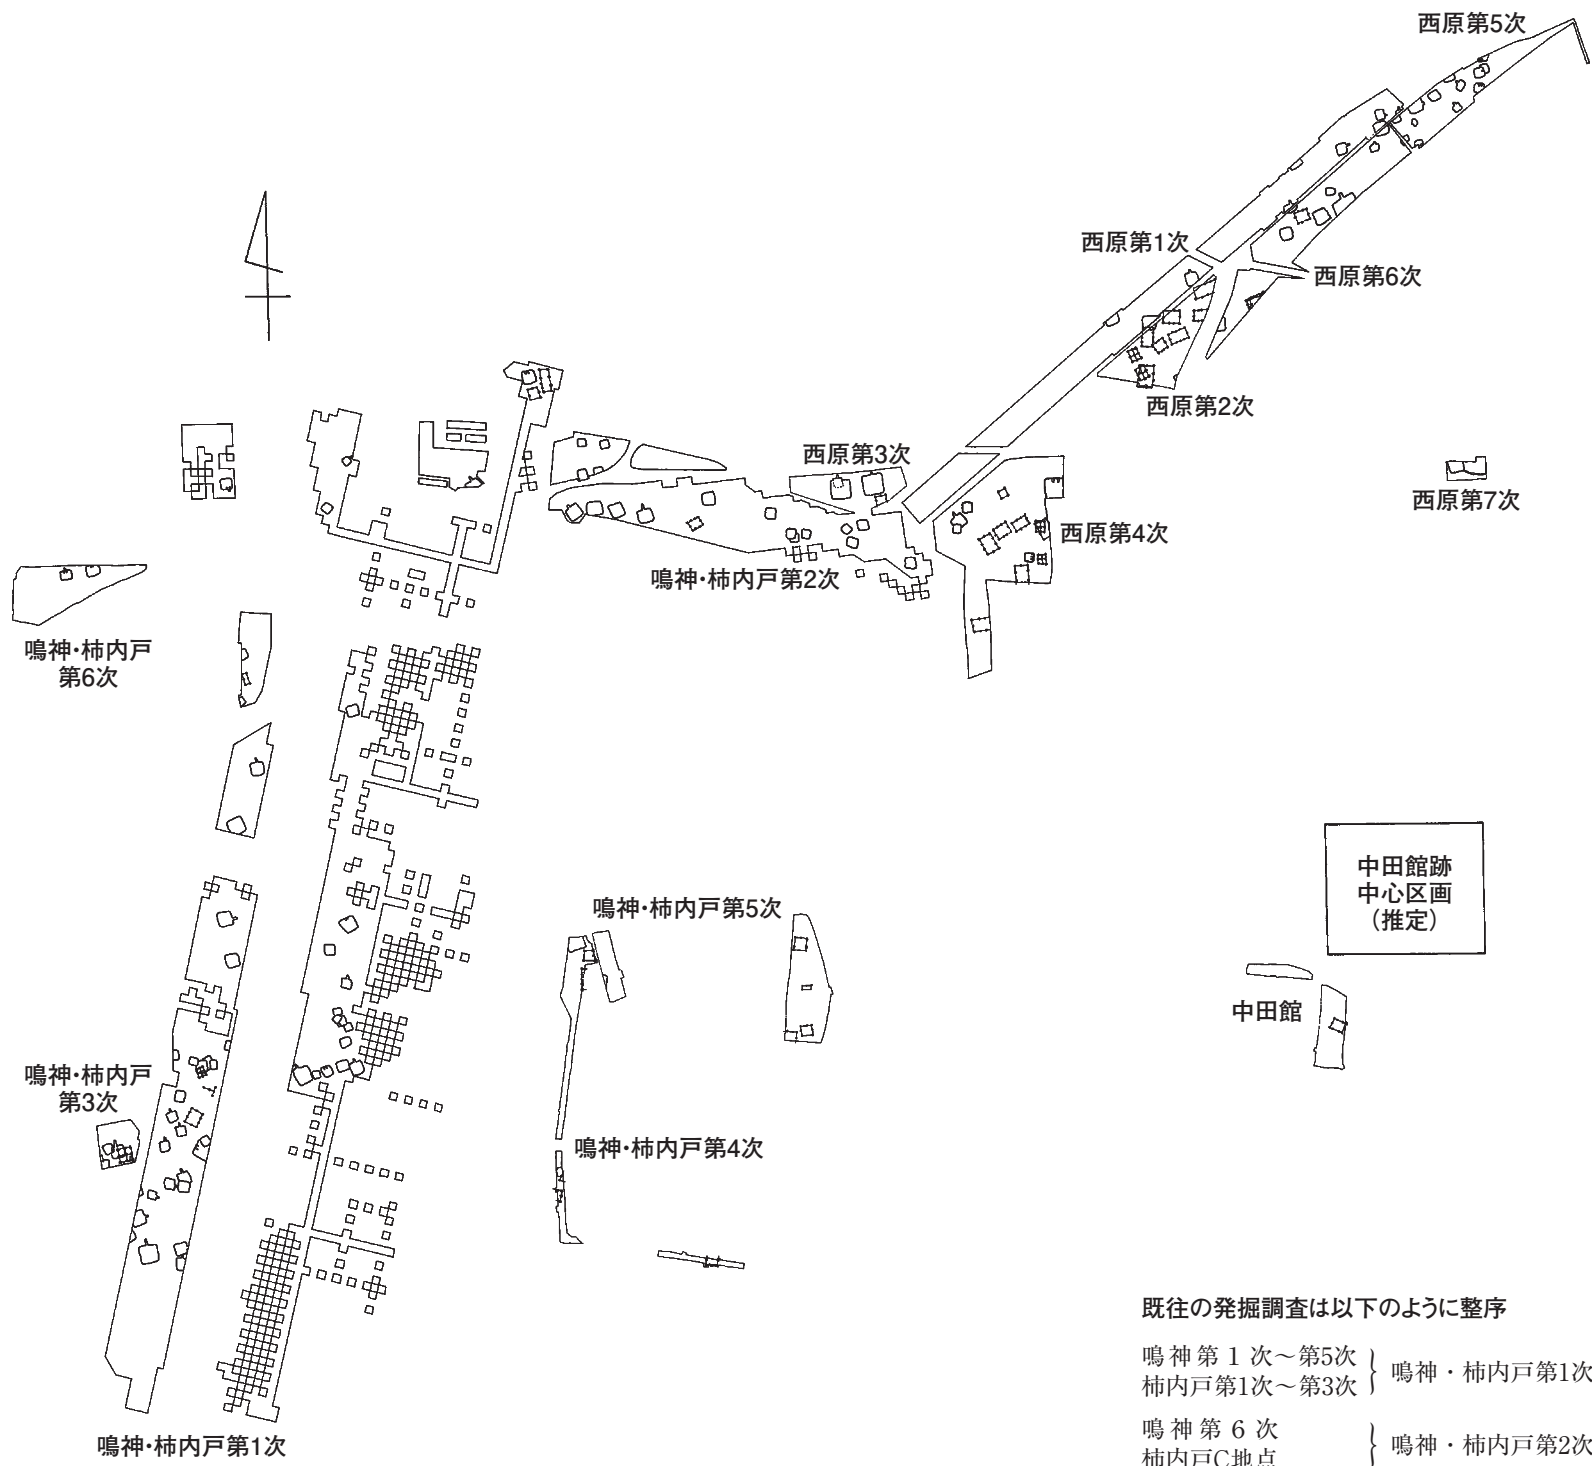 西原第5次
西原第1次
西原第6次
西原第2次
西原第3次
西原第7次
西原第4次
鳴神・柿内戸第2次
鳴神・柿内戸
第6次
中田館跡
中心区画
(推定)
鳴神・柿内戸第5次
中田館
鳴神・柿内戸
第3次
鳴神・柿内戸第4次
鳴神・柿内戸第1次
既往の発掘調査は以下のように整序
鳴神第1次～第5次
柿内戸第1次～第3次
鳴神・柿内戸第1次
鳴神第6次
柿内戸C地点
鳴神・柿内戸第2次